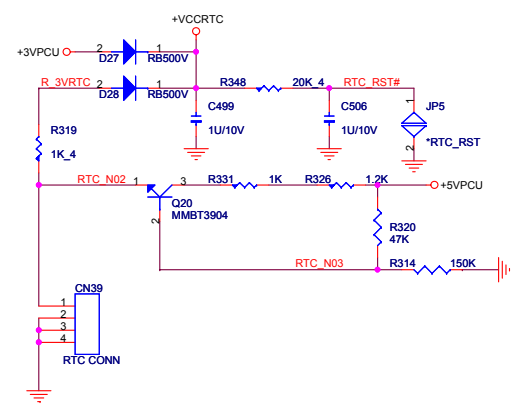 +VCCRTC
+3VPCU 2 1
D27 RB500V
R_3VRTC 2 1 R348 20K_4 RTC_RST#
D28 RB500V
C499 C506 1 JP5
1U/10V 1U/10V
R319 2 *RTC_RST
1K_4
RTC_N02 1 3 R331 1K R326 1.2K +5VPCU
Q20
MMBT3904
2 R320
47K
RTC_N03 R314 150K
CN39
1
2
3
4
RTC CONN